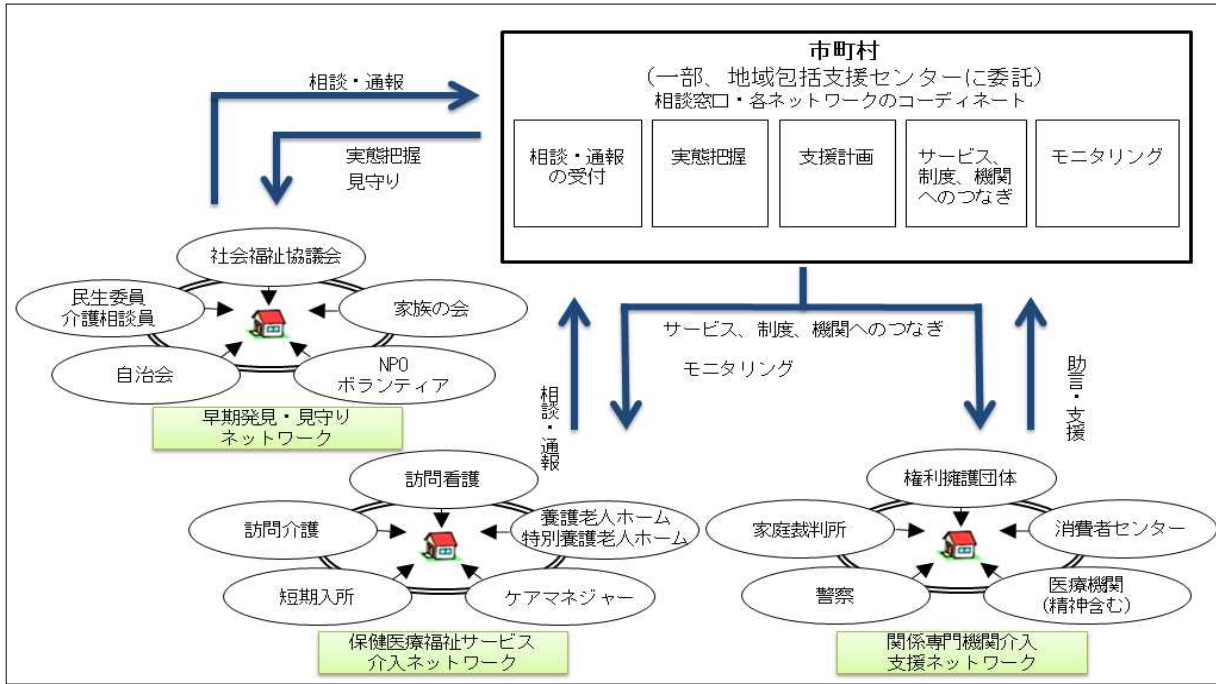 市町村
（一部、地域包括支援センターに委託）
相談窓口・各ネットワークのコーディネート
相談・通報
の受付
実態把握
支援計画
サービス、
制度、機関
へのつなぎ
モニタリング
相談・通報
実態把握
見守り
社会福祉協議会
民生委員
介護相談員
家族の会
自治会
NPO
ボランティア
早期発見・見守り
ネットワーク
サービス、制度、機関へのつなぎ
モニタリング
相談・通報
助言・支援
訪問看護
訪問介護
養護老人ホーム
特別養護老人ホーム
短期入所
ケアマネジャー
保健医療福祉サービス
介入ネットワーク
権利擁護団体
家庭裁判所
消費者センター
警察
医療機関
(精神含む)
関係専門機関介入
支援ネットワーク